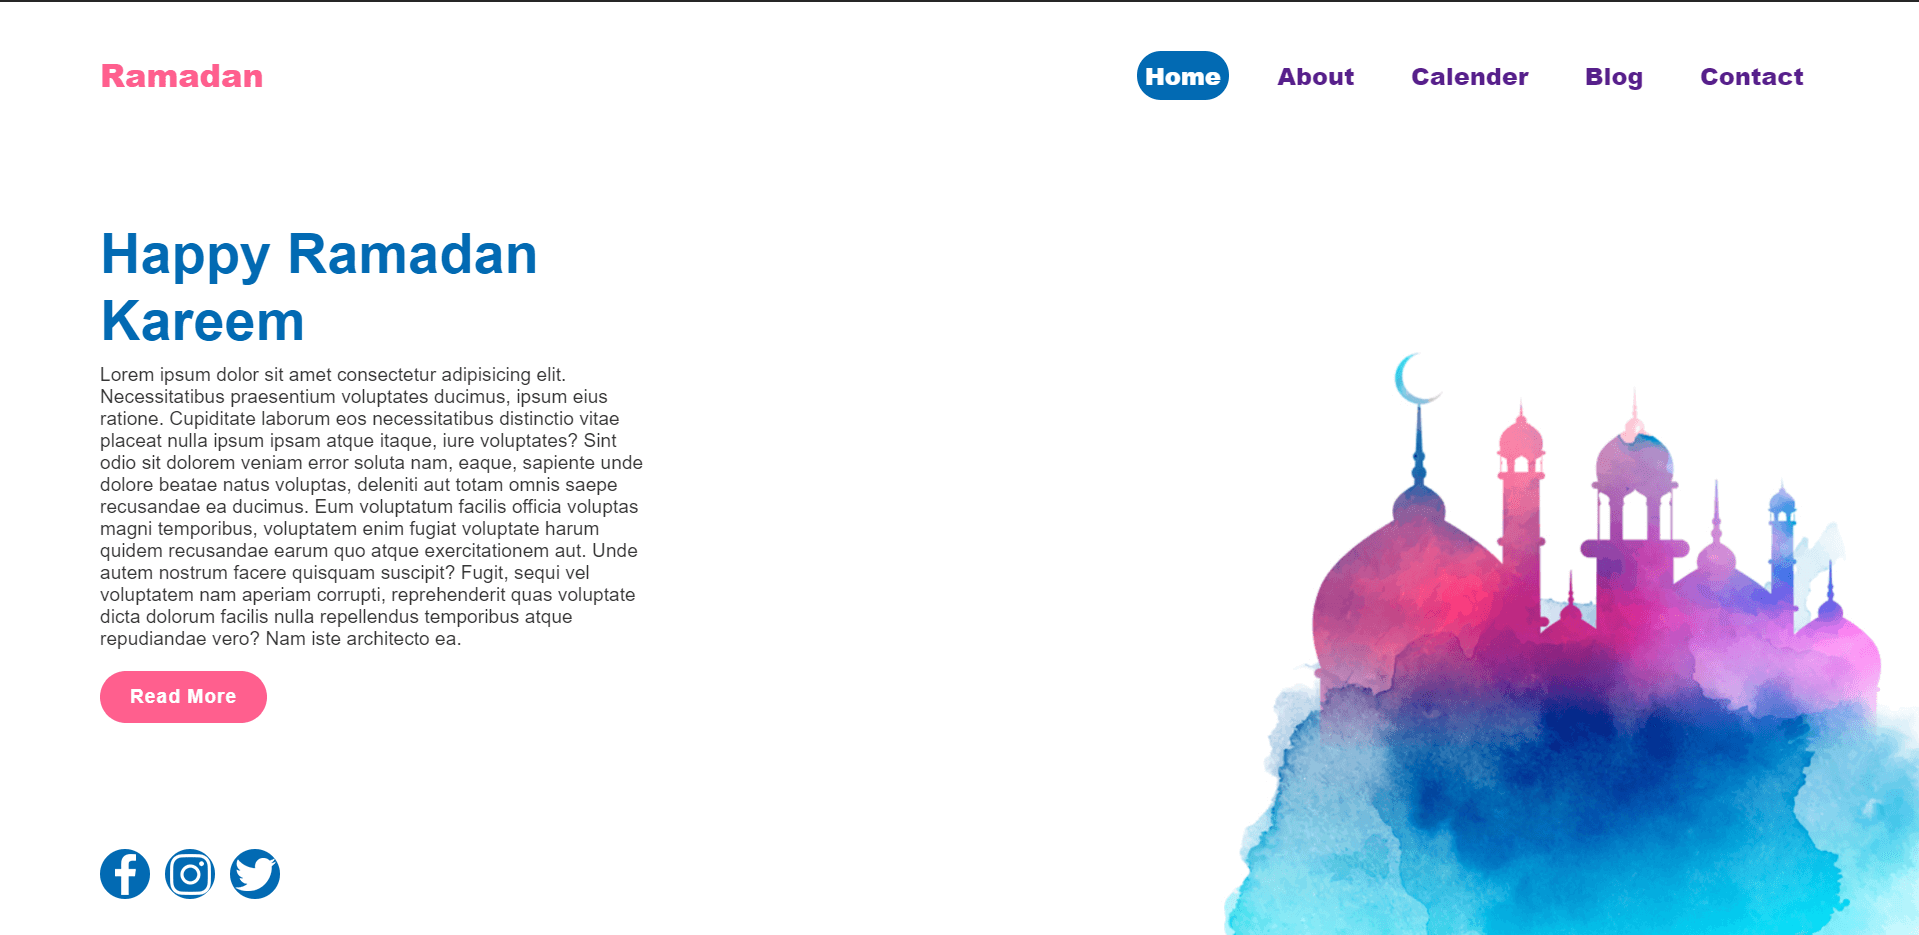 Ramadan
Home About Calender Blog Contact
Happy Ramadan
Kareem
Lorem ipsum dolor sit amet consectetur adipisicing elit.
Necessitatibus praesentium voluptates ducimus, ipsum eius
ratione. Cupiditate laborum eos necessitatibus distinctio vitae
placeat nulla ipsum ipsam atque itaque, iure voluptates? Sint
odio sit dolorem veniam error soluta nam, eaque, sapiente unde
dolore beatae natus voluptas, deleniti aut totam omnis saepe
recusandae ea ducimus. Eum voluptatum facilis officia voluptas
magni temporibus, voluptatem enim fugiat voluptate harum
quidem recusandae earum quo atque exercitationem aut. Unde
autem nostrum facere quisquam suscipit? Fugit, sequi vel
voluptatem nam aperiam corrupti, reprehenderit quas voluptate
dicta dolorum facilis nulla repellendus temporibus atque
repudiandae vero? Nam iste architecto ea.
Read More